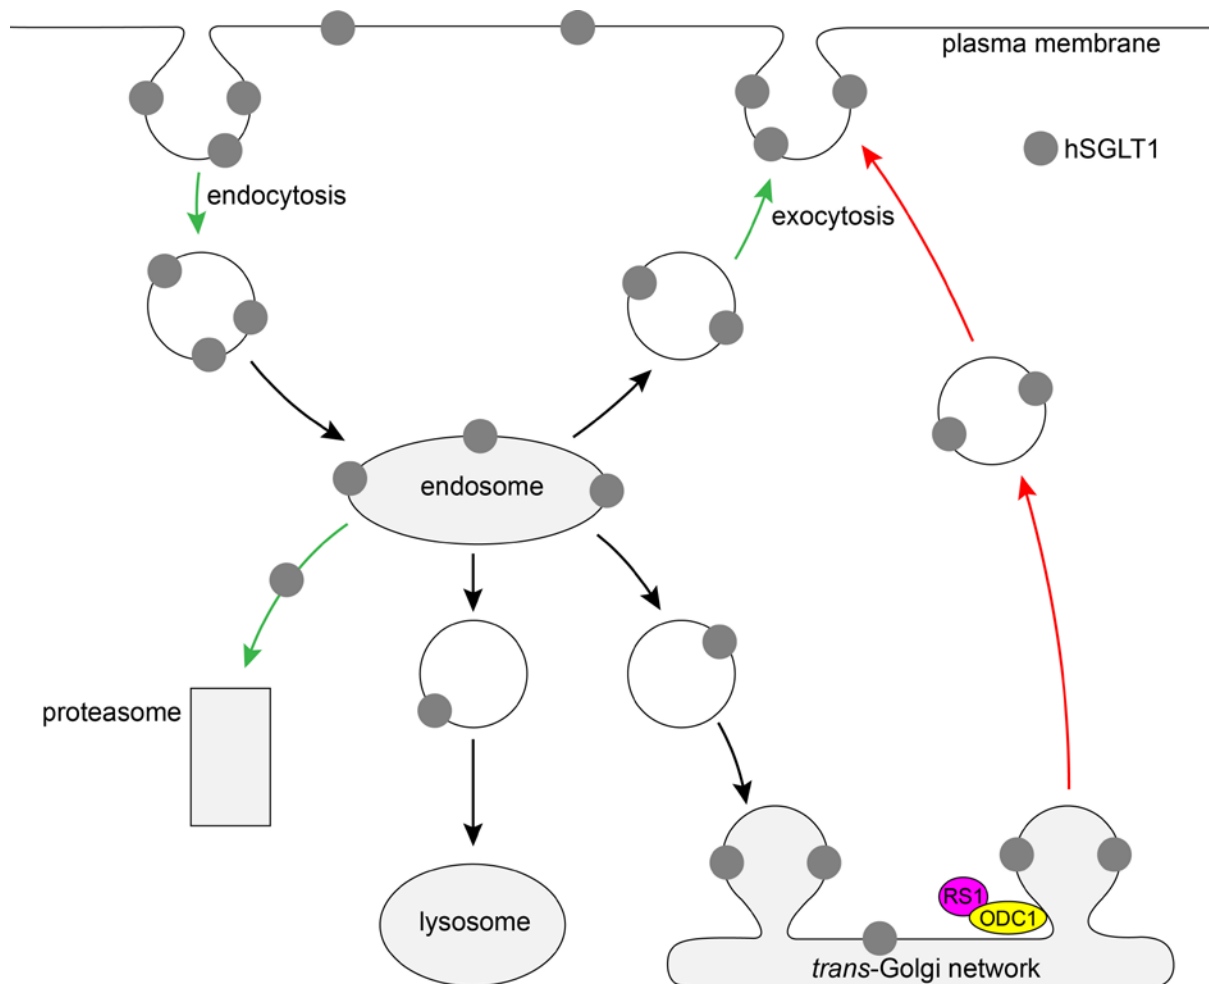 plasma membrane
hSGLT1
endocytosis
exocytosis
endosome
proteasome
lysosome
RS1
ODC1
trans-Golgi network